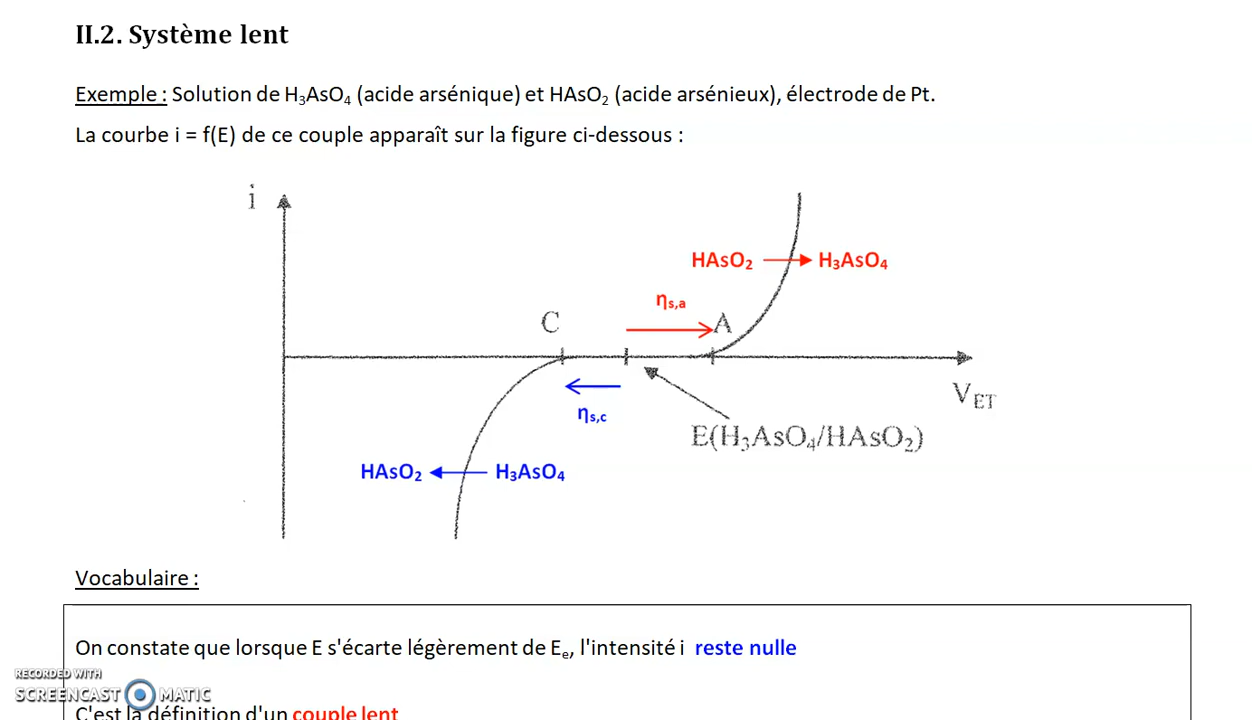 II.2. Système lent
Exemple : Solution de H₃AsO₄ (acide arsénique) et HAsO₂ (acide arsénieux), électrode de Pt.
La courbe i = f(E) de ce couple apparaît sur la figure ci-dessous :
i
HAsO₂ → H₃AsO₄
ηs,a
C
A
ηs,c
V_ET
E(H₃AsO₄/HAsO₂)
HAsO₂ ← H₃AsO₄
Vocabulaire :
On constate que lorsque E s'écarte légèrement de Eₑ, l'intensité i reste nulle
RECORDED WITH
SCREENCAST MATIC
C'est la définition d'un couple lent